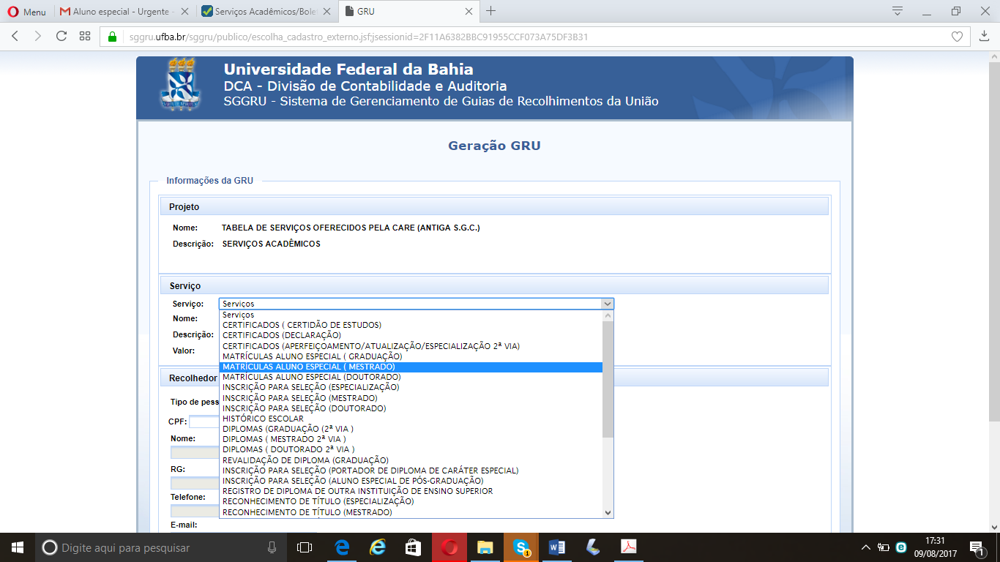 Menu
Aluno especial - Urgente -
Serviços Acadêmicos/Bole
GRU
sggru.ufba.br/sggru/publico/escolha_cadastro_externo.jsf;jsessionid=2F11A6382BBC91955CCF073A75DF3B31
Universidade Federal da Bahia
DCA - Divisão de Contabilidade e Auditoria
SGGRU - Sistema de Gerenciamento de Guias de Recolhimentos da União
Geração GRU
Informações da GRU
Projeto
Nome: TABELA DE SERVIÇOS OFERECIDOS PELA CARE (ANTIGA S.G.C.)
Descrição: SERVIÇOS ACADÊMICOS
Serviço
Serviço: Serviços
Nome:
Descrição:
Valor:
Serviços
CERTIFICADOS ( CERTIDÃO DE ESTUDOS)
CERTIFICADOS (DECLARAÇÃO)
CERTIFICADOS (APERFEIÇOAMENTO/ATUALIZAÇÃO/ESPECIALIZAÇÃO 2ª VIA)
MATRÍCULAS ALUNO ESPECIAL ( GRADUAÇÃO)
MATRÍCULAS ALUNO ESPECIAL ( MESTRADO)
MATRÍCULAS ALUNO ESPECIAL (DOUTORADO)
INSCRIÇÃO PARA SELEÇÃO (ESPECIALIZAÇÃO)
INSCRIÇÃO PARA SELEÇÃO (MESTRADO)
INSCRIÇÃO PARA SELEÇÃO (DOUTORADO)
HISTÓRICO ESCOLAR
DIPLOMAS (GRADUAÇÃO (2ª VIA )
DIPLOMAS ( MESTRADO 2ª VIA )
DIPLOMAS ( DOUTORADO 2ª VIA )
REVALIDAÇÃO DE DIPLOMA (GRADUAÇÃO)
INSCRIÇÃO PARA SELEÇÃO (PORTADOR DE DIPLOMA DE CARÁTER ESPECIAL)
INSCRIÇÃO PARA SELEÇÃO (ALUNO ESPECIAL DE PÓS-GRADUAÇÃO)
REGISTRO DE DIPLOMA DE OUTRA INSTITUIÇÃO DE ENSINO SUPERIOR
RECONHECIMENTO DE TÍTULO (ESPECIALIZAÇÃO)
RECONHECIMENTO DE TÍTULO (MESTRADO)
Recolhedor
Tipo de pess
CPF:
Nome:
RG:
Telefone:
E-mail:
Digite aqui para pesquisar
17:31
09/08/2017